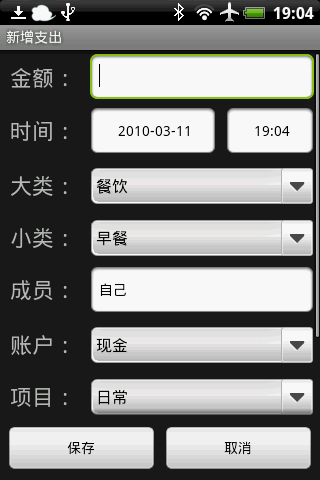 19:04
新增支出
金额：
时间： 2010-03-11 19:04
大类： 餐饮
小类： 早餐
成员： 自己
账户： 现金
项目： 日常
保存 取消